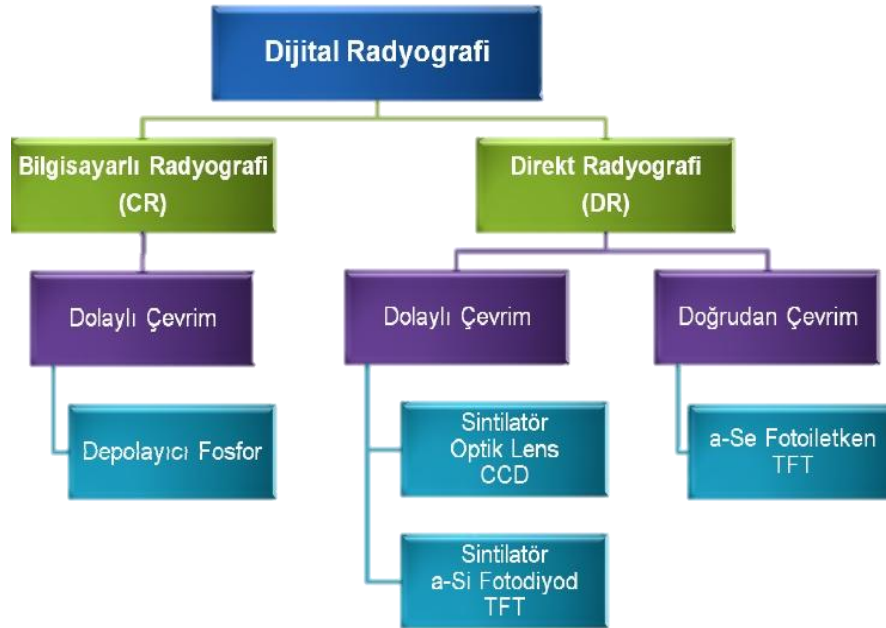 Dijital Radyografi
Bilgisayarlı Radyografi
(CR)
Direkt Radyografi
(DR)
Dolaylı Çevrim
Dolaylı Çevrim
Doğrudan Çevrim
Depolayıcı Fosfor
Sintilatör
Optik Lens
CCD
a-Se Fotoiletken
TFT
Sintilatör
a-Si Fotodiyod
TFT